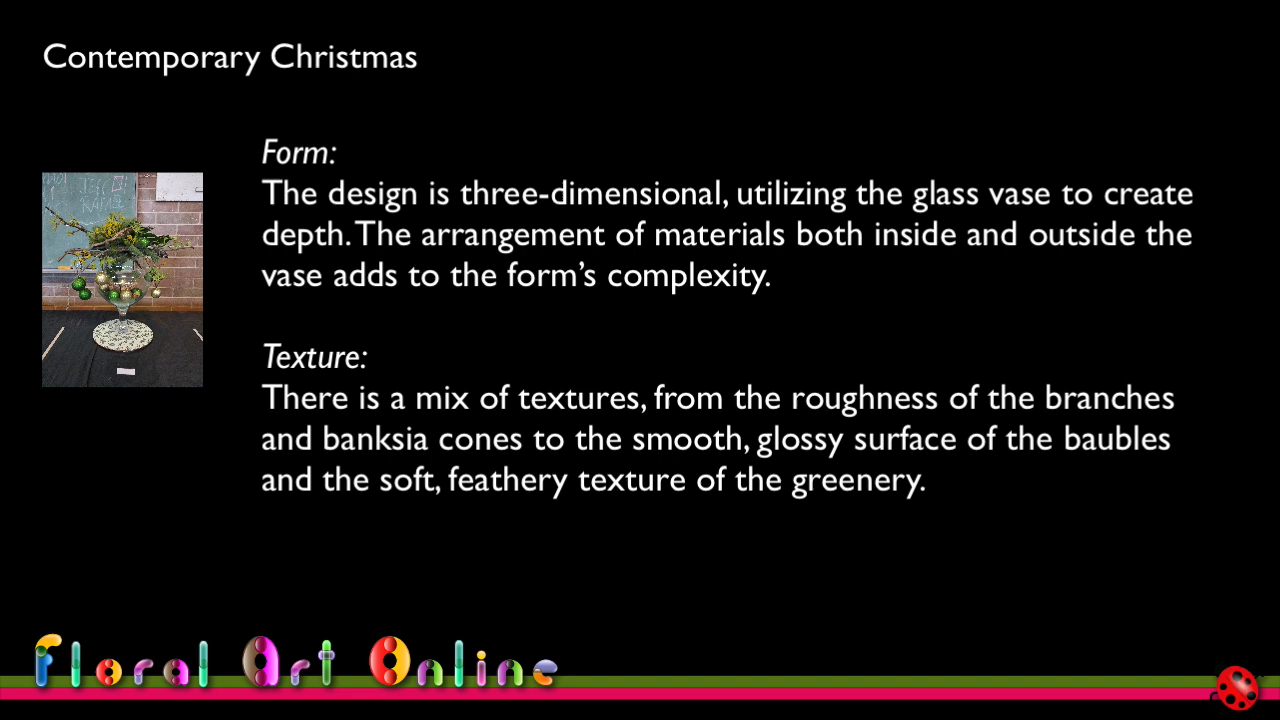 Contemporary Christmas
Form:
The design is three-dimensional, utilizing the glass vase to create
depth. The arrangement of materials both inside and outside the
vase adds to the form’s complexity.
Texture:
There is a mix of textures, from the roughness of the branches
and banksia cones to the smooth, glossy surface of the baubles
and the soft, feathery texture of the greenery.
Floral Art Online